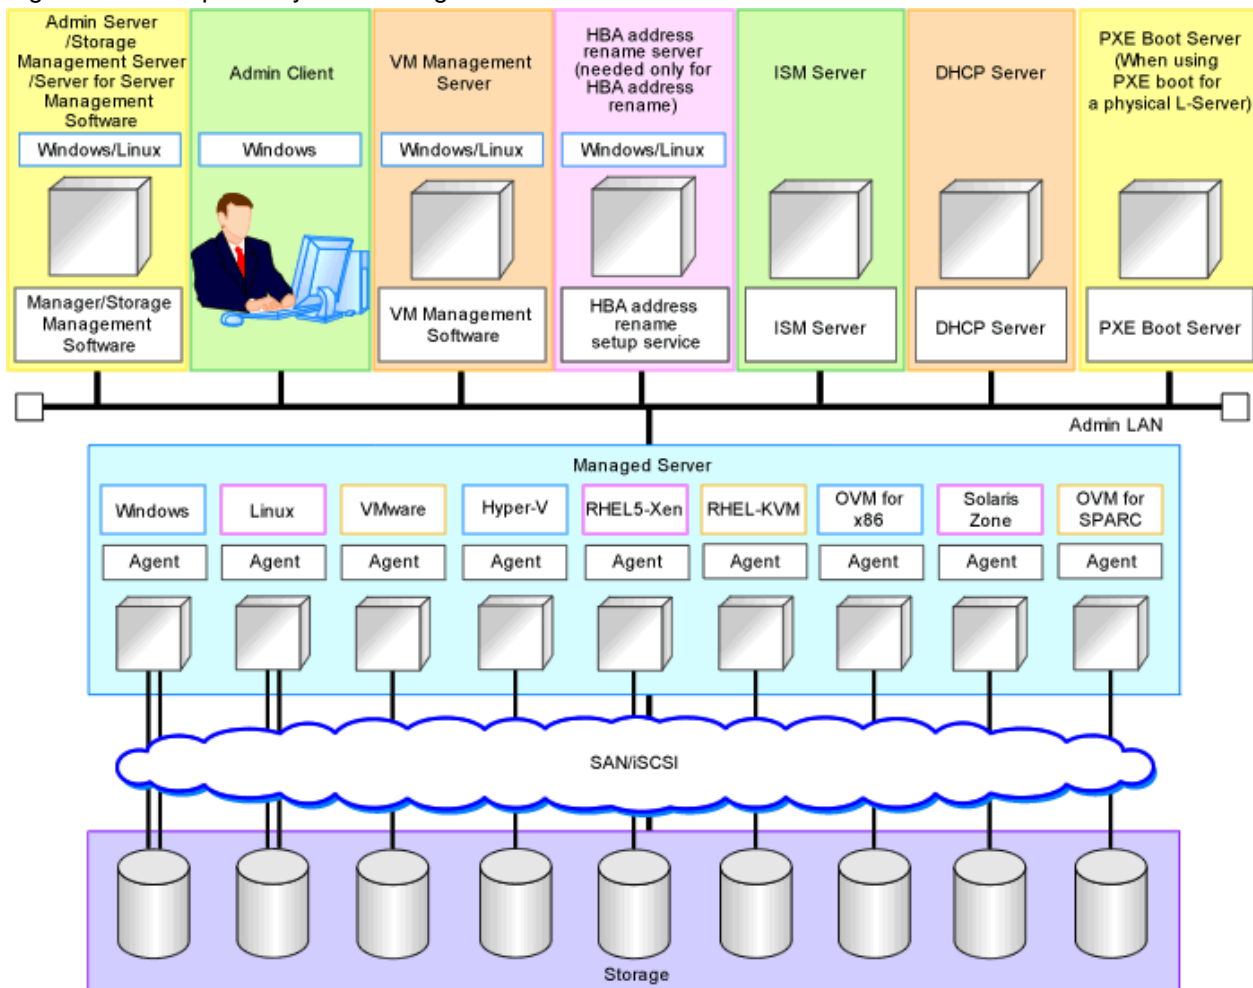 Admin Server
/Storage
Management Server
/Server for Server
Management
Software
Windows/Linux
Manager/Storage
Management
Software
Admin Client
Windows
VM Management
Server
Windows/Linux
VM Management
Software
HBA address
rename server
(needed only for
HBA address
rename)
Windows/Linux
HBA address
rename
setup service
ISM Server
ISM Server
DHCP Server
DHCP Server
PXE Boot Server
(When using
PXE boot for
a physical L-Server)
PXE Boot Server
Admin LAN
Managed Server
Windows
Linux
VMware
Hyper-V
RHEL5-Xen
RHEL-KVM
OVM for
x86
Solaris
Zone
OVM for
SPARC
Agent
Agent
Agent
Agent
Agent
Agent
Agent
Agent
Agent
SAN/iSCSI
Storage